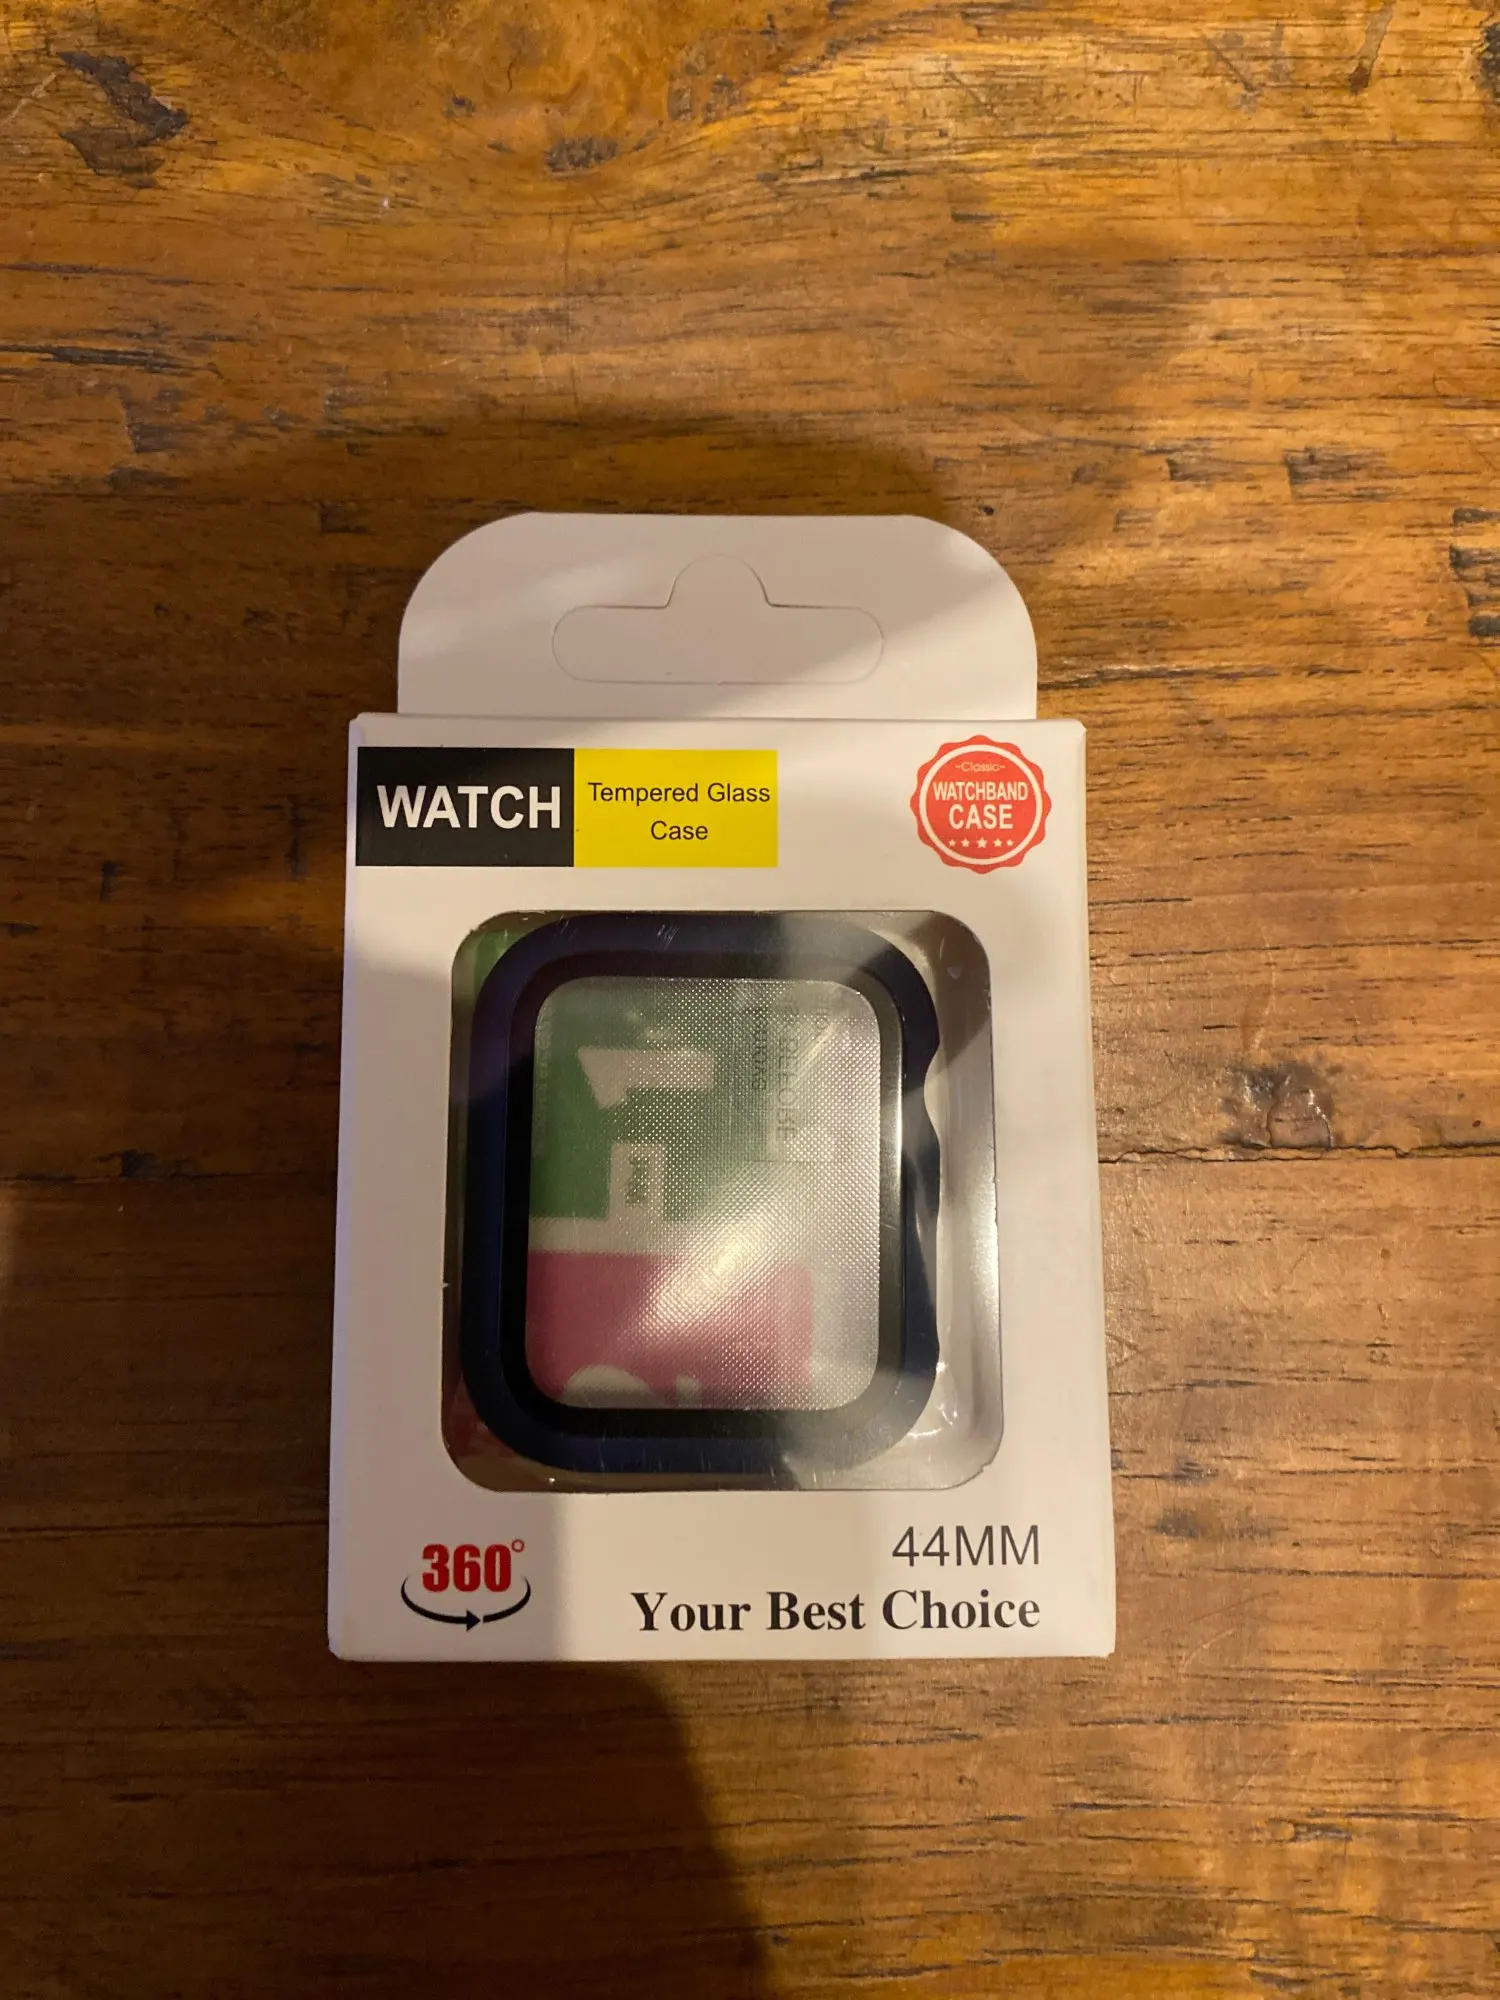 WATCH
Tempered Glass
Case
~Classic~
WATCHBAND
CASE
360°
44MM
Your Best Choice